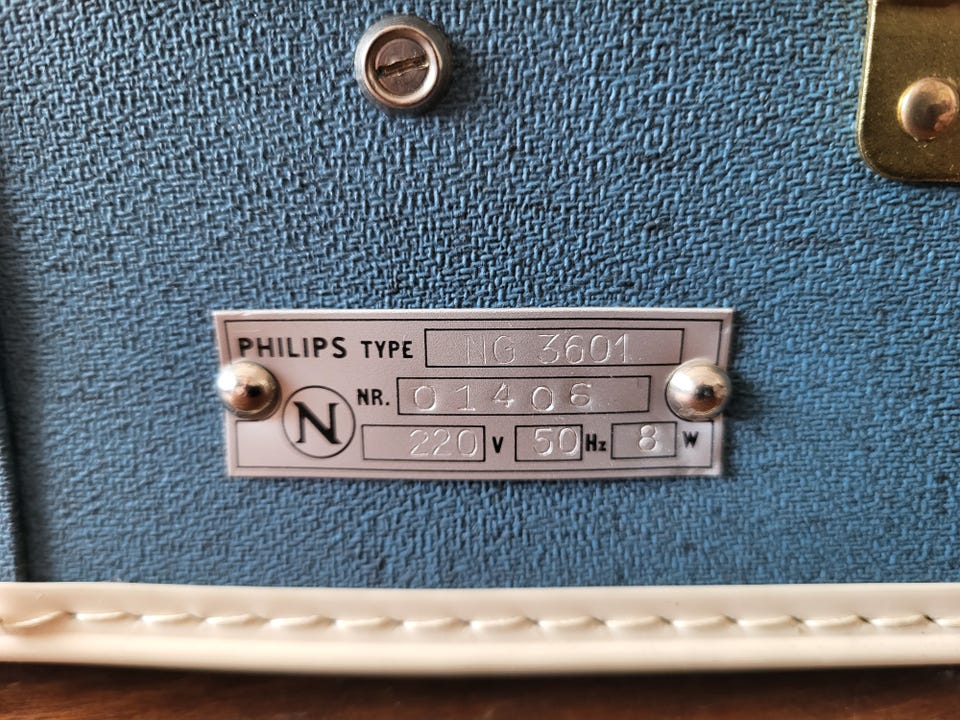 PHILIPS TYPE NG 3601
N NR. 01406
220 V 50 Hz 8 W